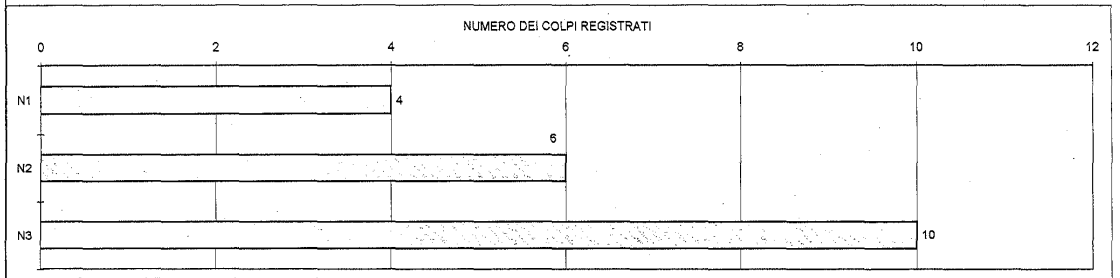 NUMERO DEI COLPI REGISTRATI
0 2 4 6 8 10 12
N1 4
6
N2
N3 10